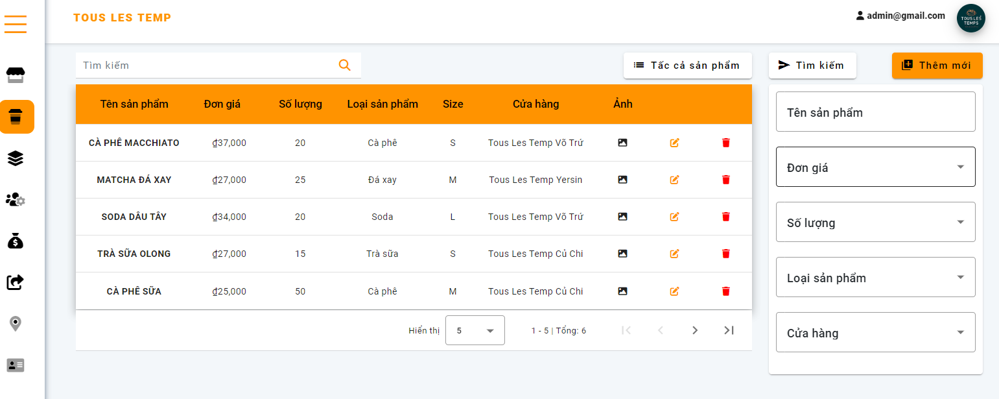 TOUS LES TEMP
admin@gmail.com
TOUS LES
TEMPS
Tìm kiếm
Tấc cả sản phẩm
Tìm kiếm
Thêm mới
Tên sản phẩm Đơn giá Số lượng Loại sản phẩm Size Cửa hàng Ảnh
CÀ PHÊ MACCHIATO ₫37,000 20 Cà phê S Tous Les Temp Võ Trứ
MATCHA ĐÁ XAY ₫27,000 25 Đá xay M Tous Les Temp Yersin
SODA DÂU TÂY ₫34,000 20 Soda L Tous Les Temp Võ Trứ
TRÀ SỮA OLONG ₫27,000 15 Trà sữa S Tous Les Temp Củ Chi
CÀ PHÊ SỮA ₫25,000 50 Cà phê M Tous Les Temp Củ Chi
Hiển thị 5 1 - 5 | Tổng: 6
Tên sản phẩm
Đơn giá
Số lượng
Loại sản phẩm
Cửa hàng